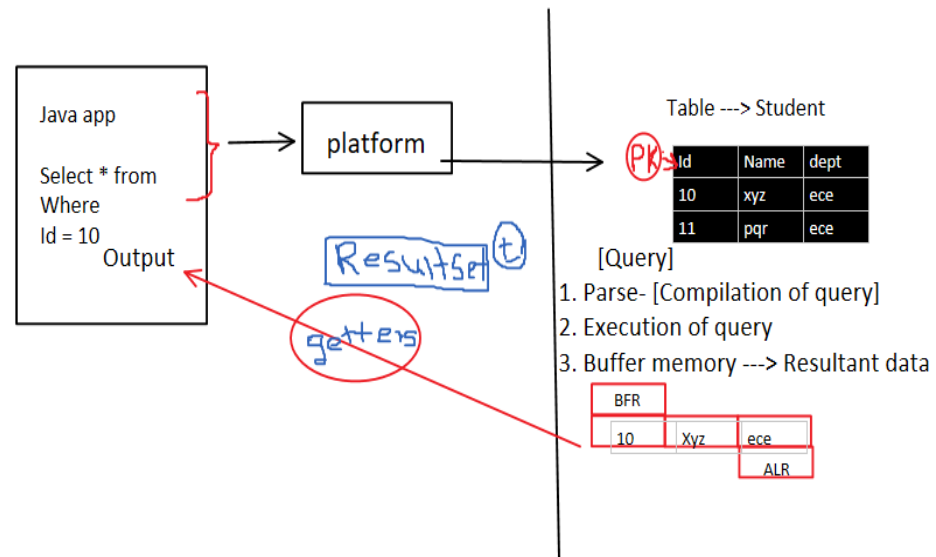 Java app
Select * from
Where
Id = 10
Output
platform
ResultSet
t
getters
Table ---> Student
PK
Id Name dept
10 xyz ece
11 pqr ece
[Query]
1. Parse- [Compilation of query]
2. Execution of query
3. Buffer memory ---> Resultant data
BFR
10 Xyz ece
ALR